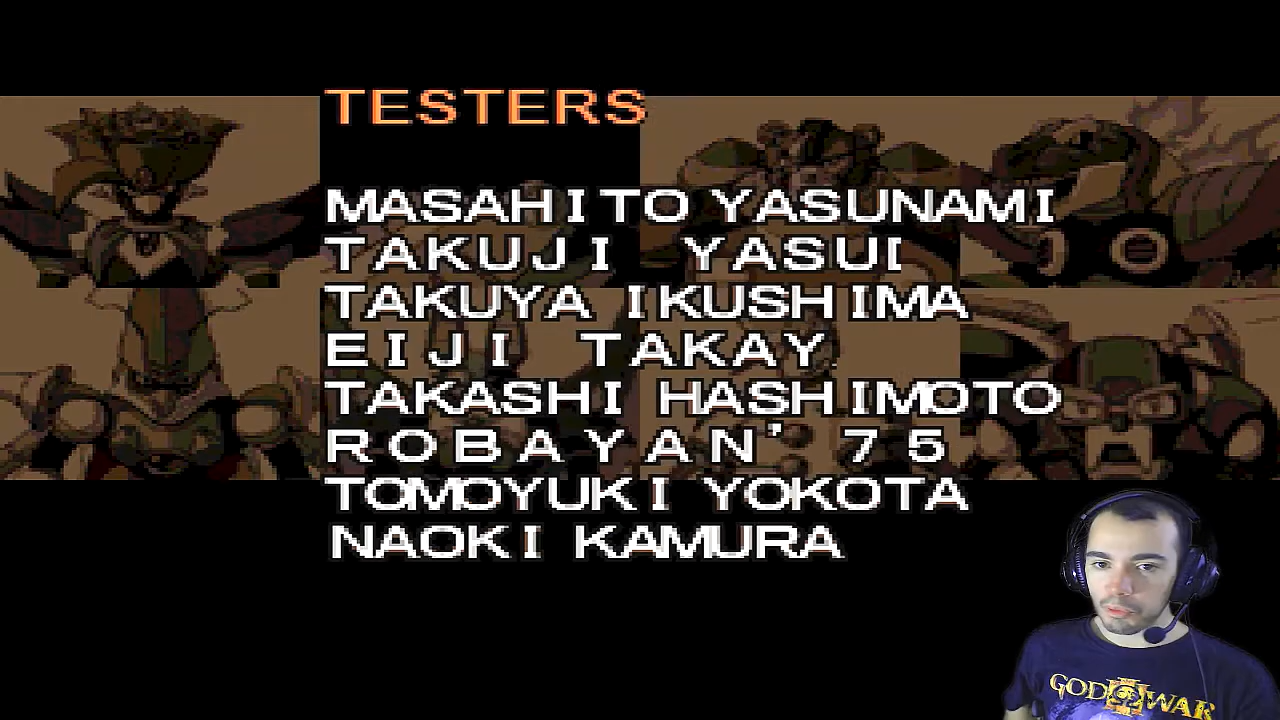 TESTERS
MASAHITO YASUNAMI
TAKUJI YASUI
TAKUYA IKUSHIMA
EIJI TAKAY
TAKASHI HASHIMOTO
ROBAYAN' 75
TOMOYUKI YOKOTA
NAOKI KAMURA
GOD OF WAR